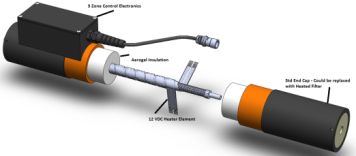 3 Zone Control Electronics
Aerogel Insulation
Std End Cap - Could be replaced
with Heated Filter
12 VDC Heater Element